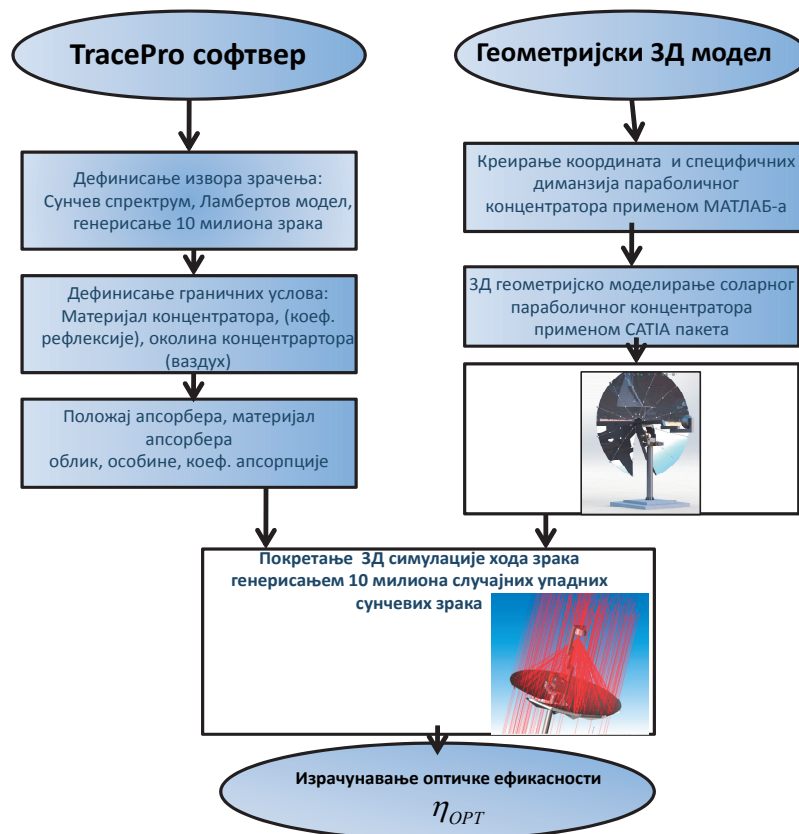 TracePro софтвер
Дефинисање извора зрачења:
Сунчев спректрум, Ламбертов модел,
генерисање 10 милиона зрака
Дефинисање граничних услова:
Материјал концентратора, (коеф.
рефлексије), околина концентрартора
(ваздух)
Положај апсорбера, материјал
апсорбера
облик, особине, коеф. апсорпције
Геометријски 3Д модел
Креирање координата и специфичних
диманзија параболичног
концентратора применом МАТЛАБ-а
3Д геометријско моделирање соларног
параболичног концентратора
применом CATIA пакета
Покретање 3Д симулације хода зрака
генерисањем 10 милиона случајних упадних
сунчевих зрака
Израчунавање оптичке ефикасности
η_OPT